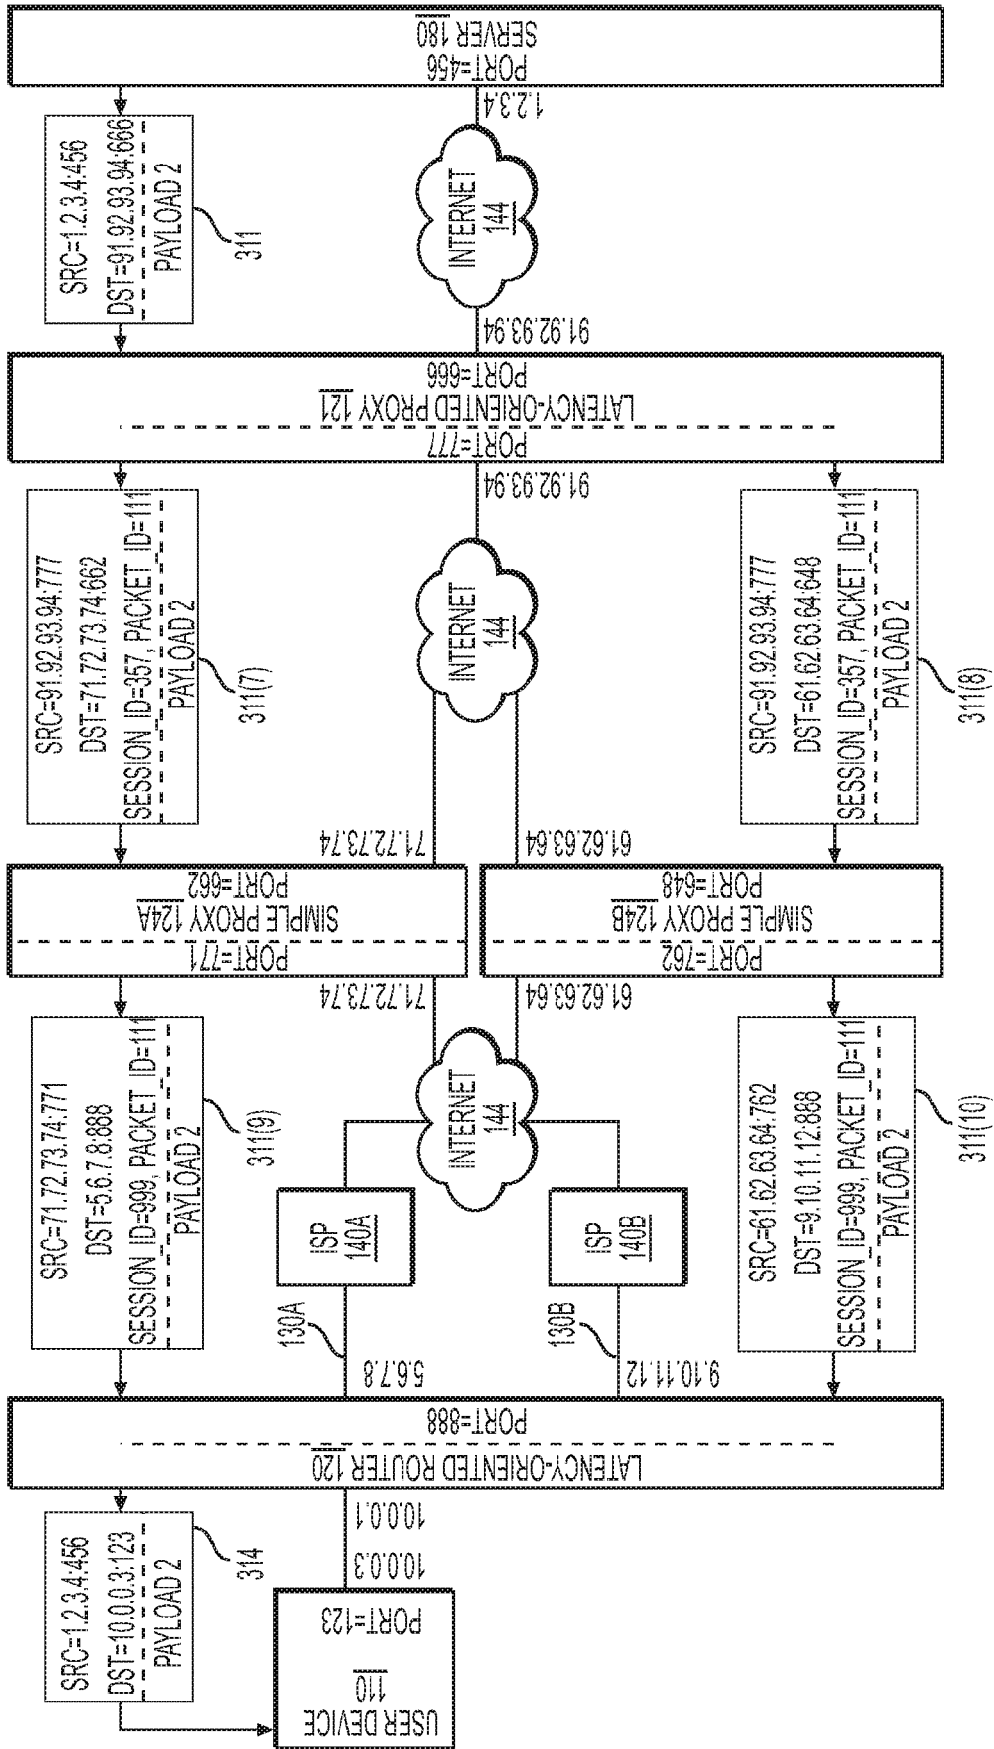 SERVER 180
PORT=456
1.2.3.4
SRC=1.2.3.4:456
DST=91.92.93.94:666
PAYLOAD 2
311
INTERNET
144
91.92.93.94
PORT=666
LATENCY-ORIENTED PROXY 121
PORT=777
91.92.93.94
SRC=91.92.93.94:777
DST=71.72.73.74:662
SESSION_ID=357, PACKET_ID=111
PAYLOAD 2
311(7)
INTERNET
144
SRC=91.92.93.94:777
DST=61.62.63.64:648
SESSION_ID=357, PACKET_ID=111
PAYLOAD 2
311(8)
71.72.73.74
61.62.63.64
PORT=662
SIMPLE PROXY 124A
PORT=771
PORT=648
SIMPLE PROXY 124B
PORT=762
71.72.73.74
61.62.63.64
SRC=71.72.73.74:771
DST=5.6.7.8:888
SESSION_ID=999, PACKET_ID=111
PAYLOAD 2
311(9)
INTERNET
144
ISP
140A
ISP
140B
SRC=61.62.63.64:762
DST=9.10.11.12:888
SESSION_ID=999, PACKET_ID=111
PAYLOAD 2
311(10)
130A
130B
5.6.7.8
9.10.11.12
PORT=888
LATENCY-ORIENTED ROUTER 120
SRC=1.2.3.4:456
DST=10.0.0.3:123
PAYLOAD 2
314
10.0.0.1
10.0.0.3
PORT=123
110
USER DEVICE